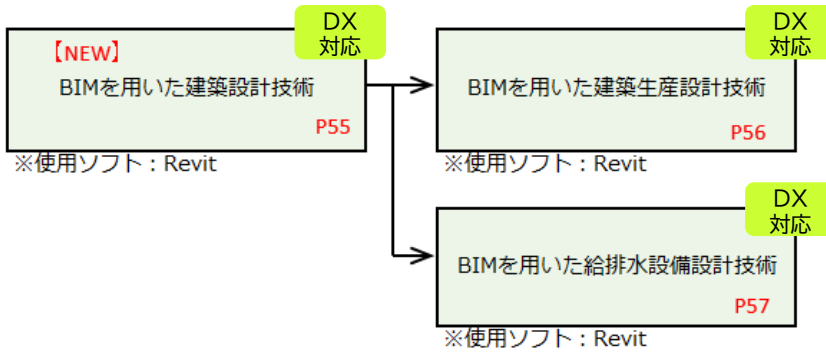 DX
対応
【NEW】
BIMを用いた建築設計技術
P55
※使用ソフト：Revit
DX
対応
BIMを用いた建築生産設計技術
P56
※使用ソフト：Revit
DX
対応
BIMを用いた給排水設備設計技術
P57
※使用ソフト：Revit